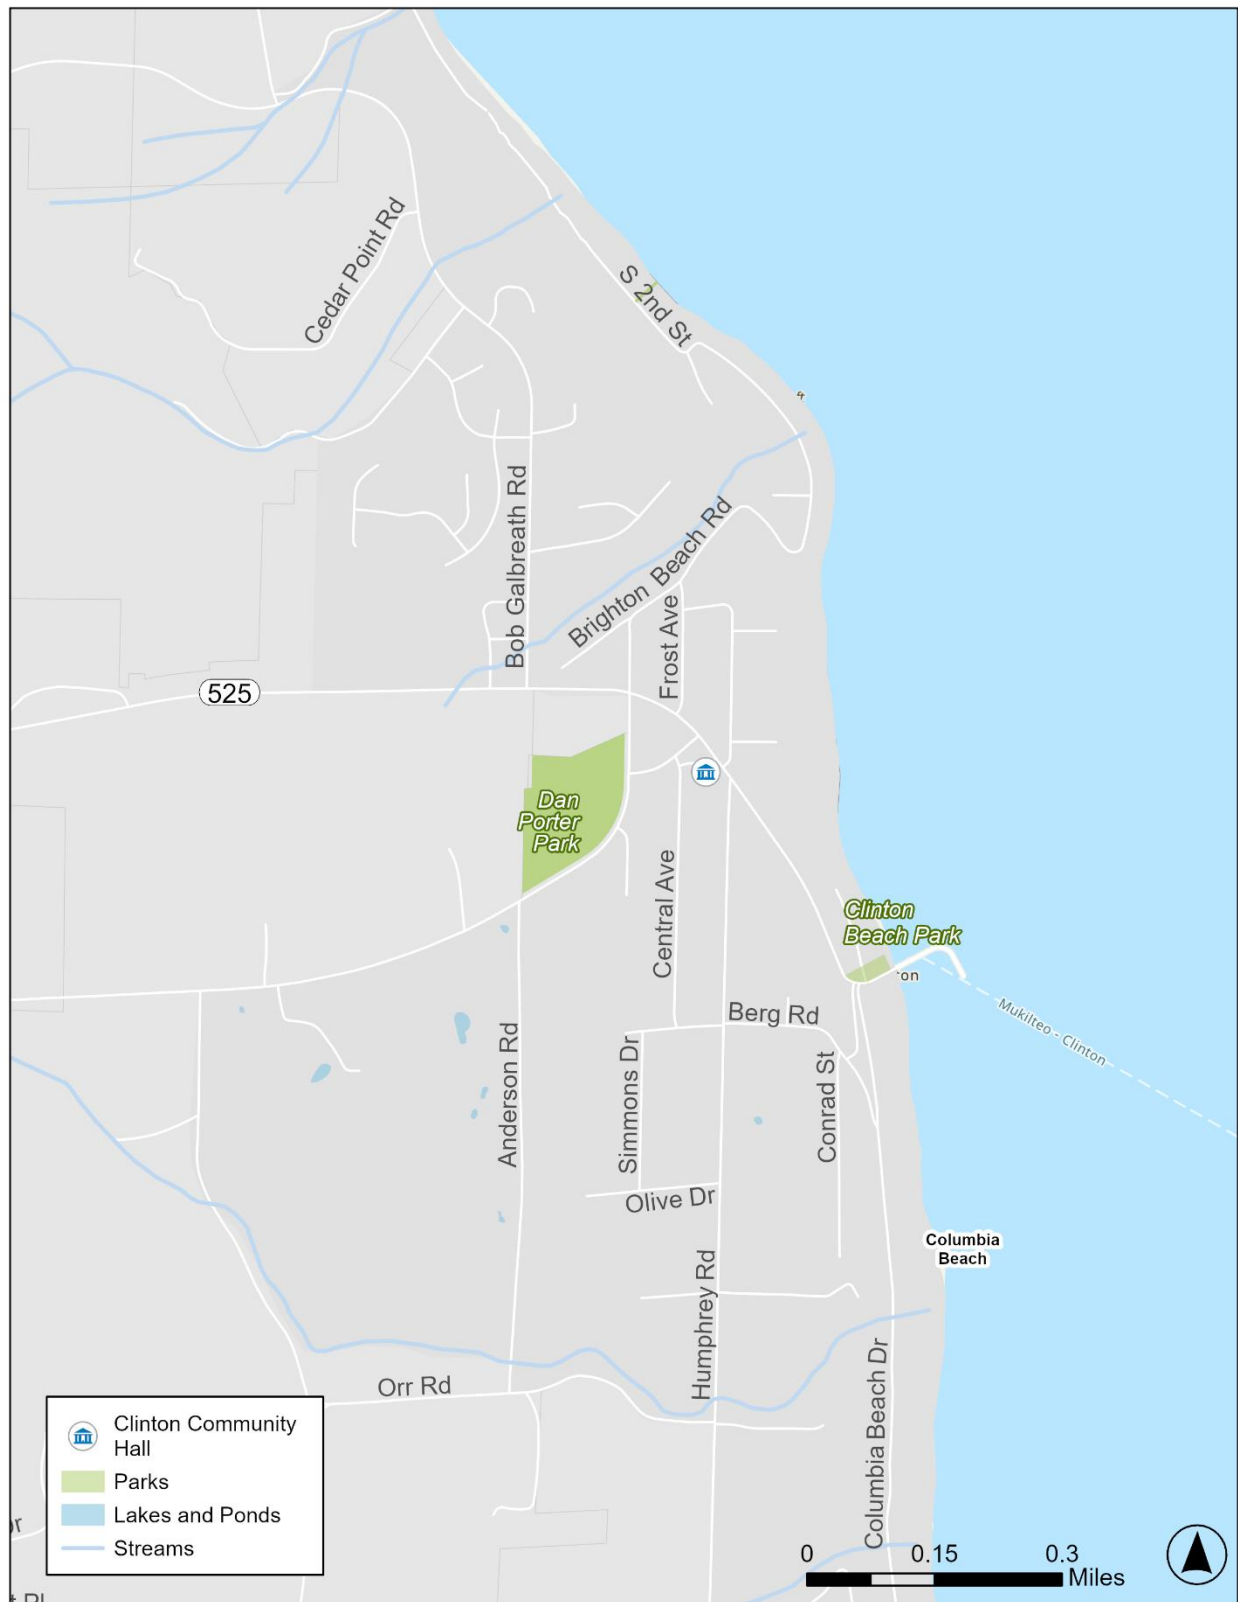 Cedar Point Rd
S 2nd St
Bob Galbreath Rd
Brighton Beach Rd
Frost Ave
525
Dan
Porter
Park
Central Ave
Clinton
Beach Park
on
Mukilteo - Clinton
Berg Rd
Anderson Rd
Simmons Dr
Conrad St
Olive Dr
Columbia
Beach
Humphrey Rd
Orr Rd
Columbia Beach Dr
Clinton Community
Hall
Parks
Lakes and Ponds
Streams
0 0.15 0.3
Miles